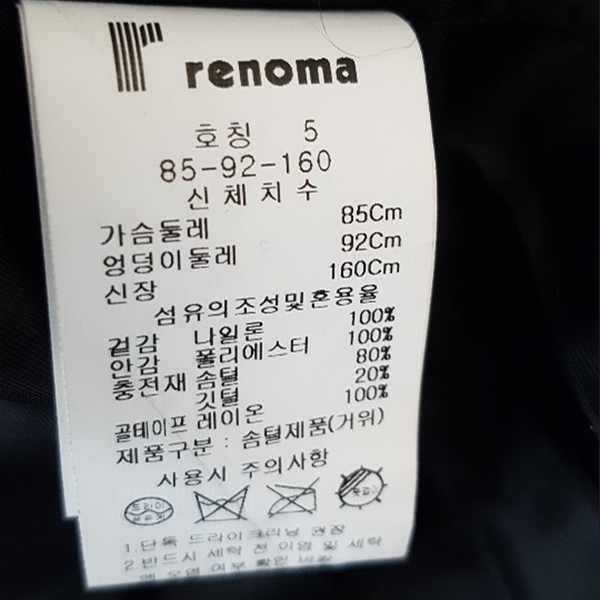 renoma
호칭 5
85-92-160
신체치수
가슴둘레 85Cm
엉덩이둘레 92Cm
신장 160Cm
섬유의조성및혼용율
겉감 나일론 100%
안감 폴리에스터 100%
충전재 솜털 80%
깃털 20%
골테이프 레이온 100%
제품구분 : 솜털제품(거위)
사용시 주의사항
드라이
1.단독 드라이크리닝 권장
2.반드시 세탁 전 이염 및 세탁